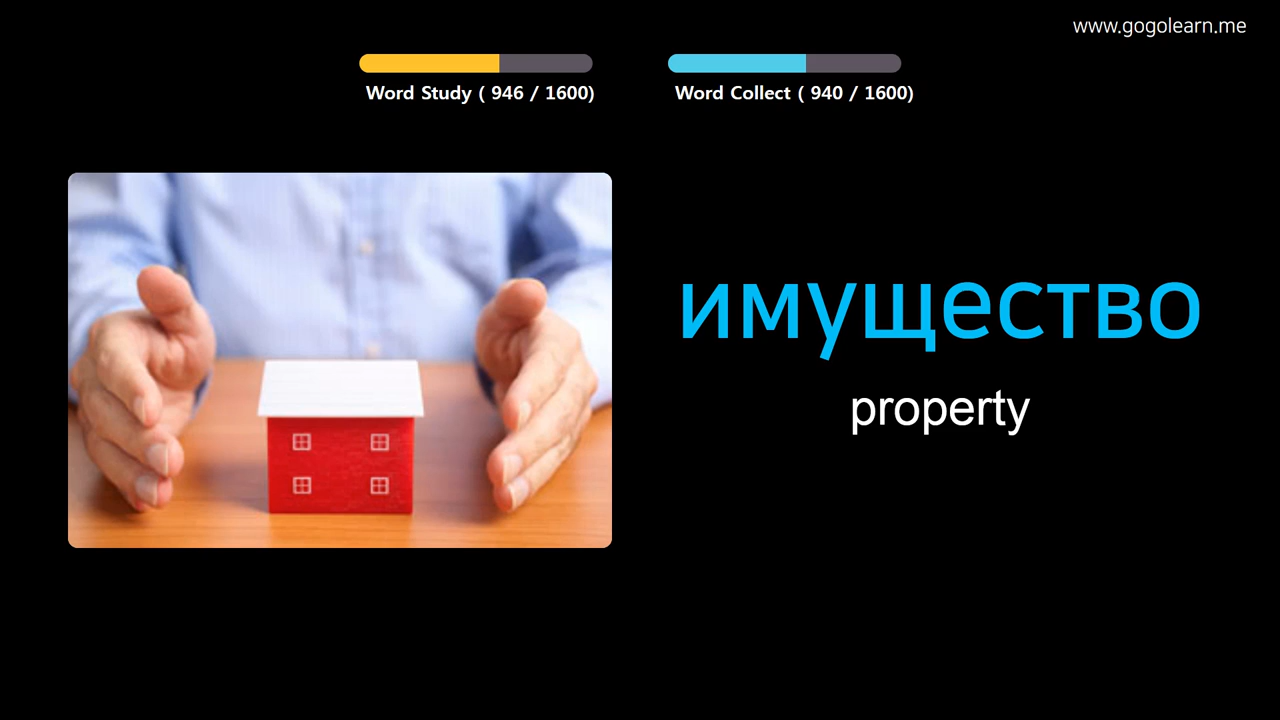 www.gogolearn.me
Word Study ( 946 / 1600)
Word Collect ( 940 / 1600)
имущество
property